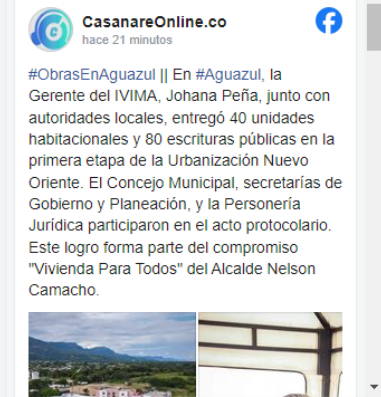 CasanareOnline.co
hace 21 minutos
#ObrasEnAguazul || En #Aguazul, la
Gerente del IVIMA, Johana Peña, junto con
autoridades locales, entregó 40 unidades
habitacionales y 80 escrituras públicas en la
primera etapa de la Urbanización Nuevo
Oriente. El Concejo Municipal, secretarías de
Gobierno y Planeación, y la Personería
Jurídica participaron en el acto protocolario.
Este logro forma parte del compromiso
"Vivienda Para Todos" del Alcalde Nelson
Camacho.